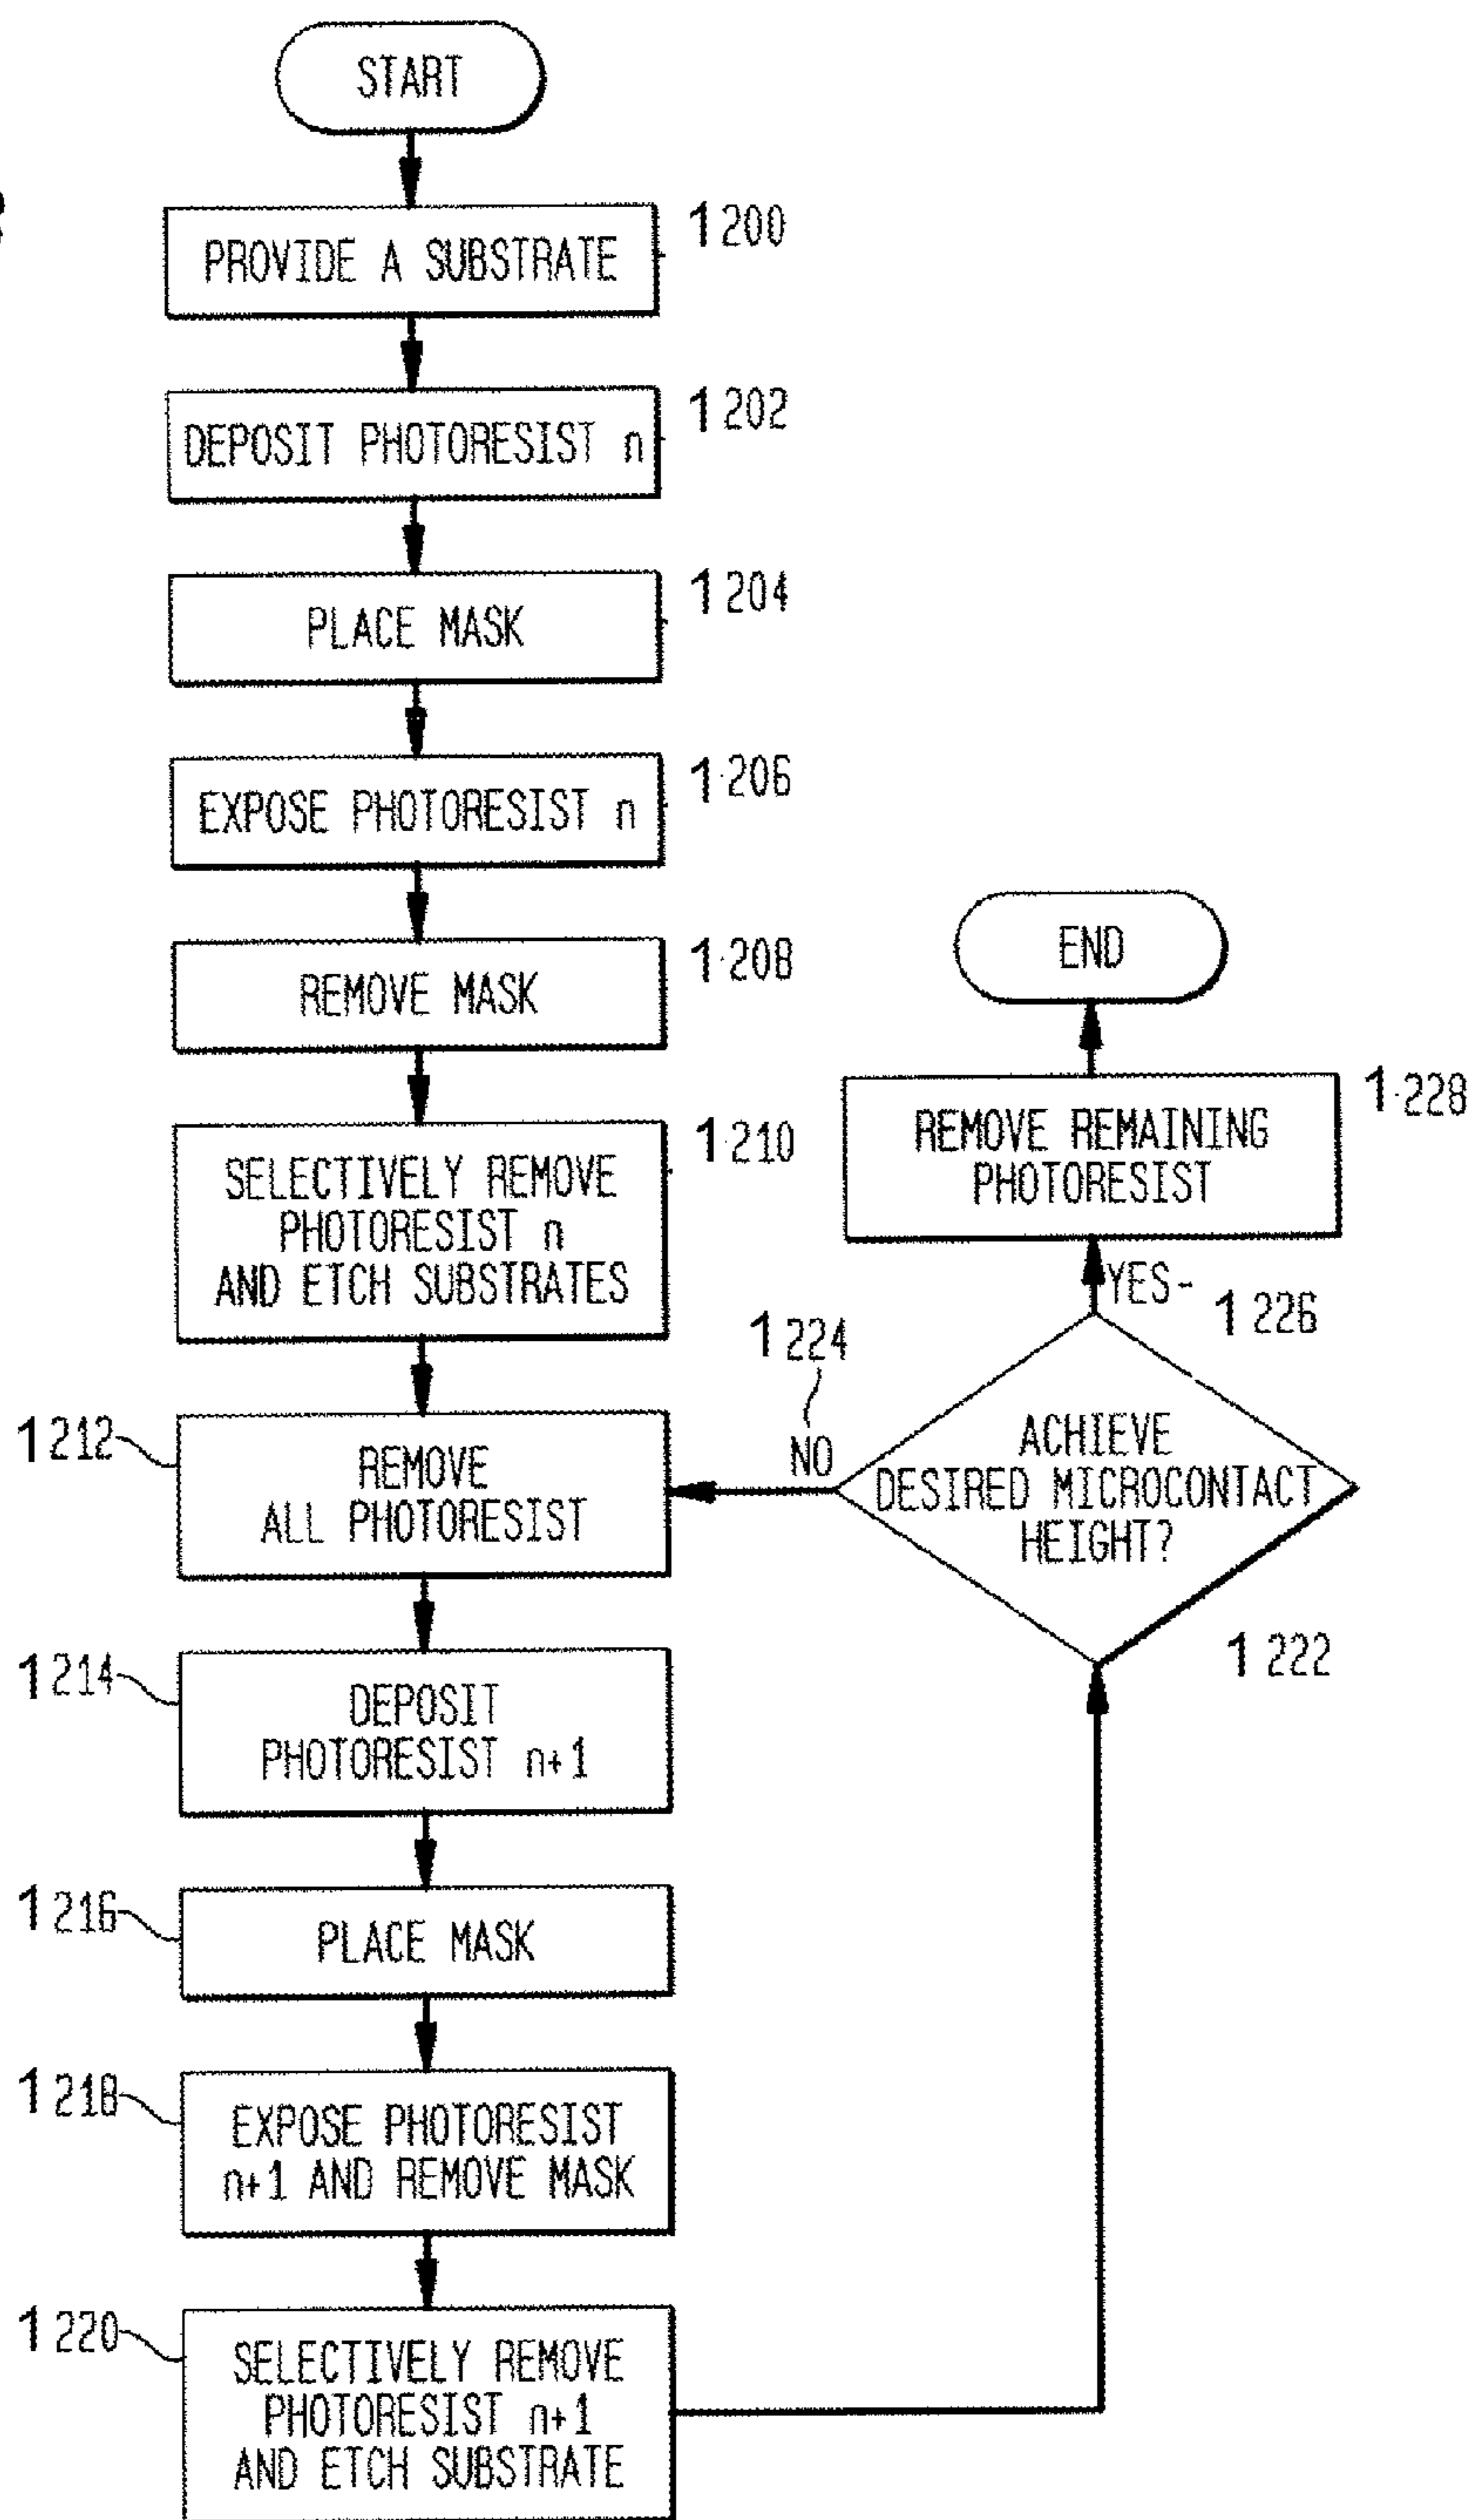 START
PROVIDE A SUBSTRATE
1200
DEPOSIT PHOTORESIST n
1202
PLACE MASK
1204
EXPOSE PHOTORESIST n
1206
REMOVE MASK
1208
SELECTIVELY REMOVE
PHOTORESIST n
AND ETCH SUBSTRATES
1210
1212
REMOVE
ALL PHOTORESIST
1214
DEPOSIT
PHOTORESIST n+1
1216
PLACE MASK
1218
EXPOSE PHOTORESIST
n+1 AND REMOVE MASK
1220
SELECTIVELY REMOVE
PHOTORESIST n+1
AND ETCH SUBSTRATE
1222
ACHIEVE
DESIRED MICROCONTACT
HEIGHT?
1224
NO
YES-
1226
REMOVE REMAINING
PHOTORESIST
1228
END